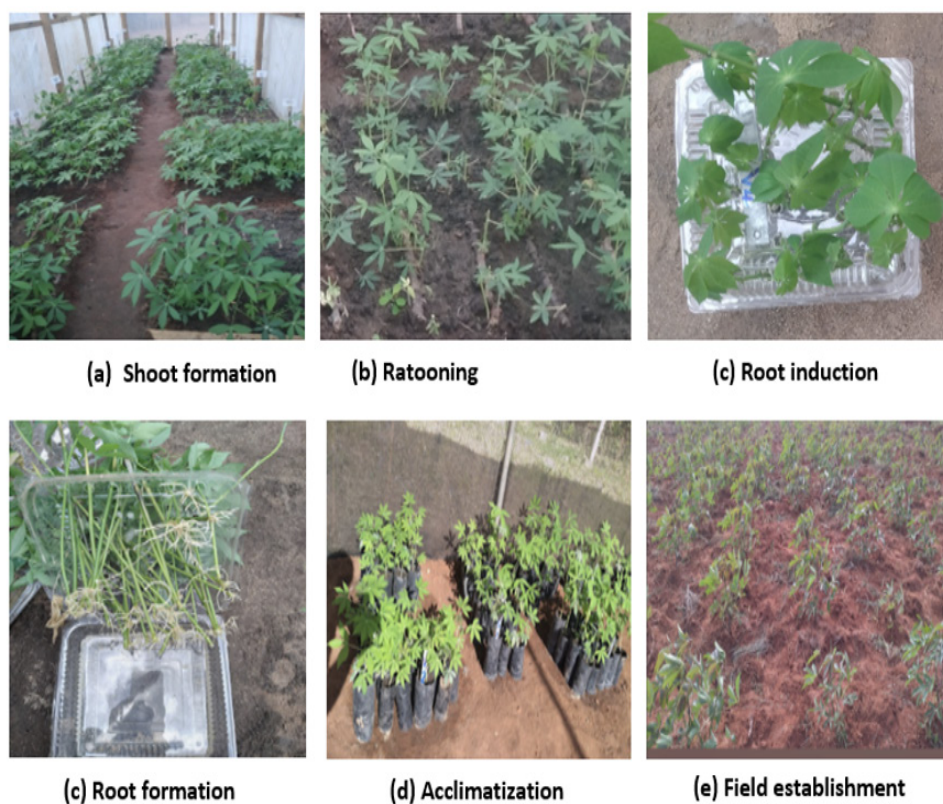 (a) Shoot formation
(b) Ratooning
(c) Root induction
(c) Root formation
(d) Acclimatization
(e) Field establishment